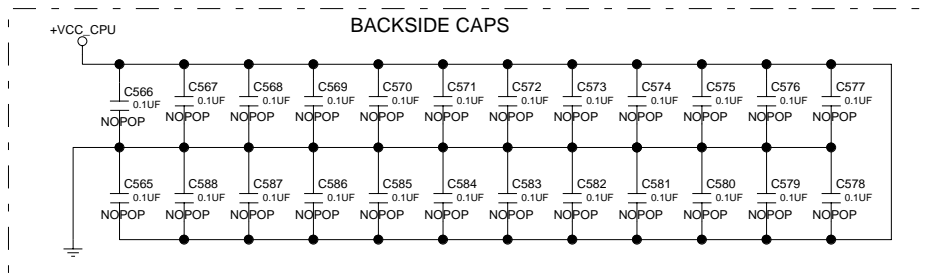 BACKSIDE CAPS
+VCC_CPU
C566 C567 C568 C569 C570 C571 C572 C573 C574 C575 C576 C577
0.1UF 0.1UF 0.1UF 0.1UF 0.1UF 0.1UF 0.1UF 0.1UF 0.1UF 0.1UF 0.1UF 0.1UF
NOPOP NOPOP NOPOP NOPOP NOPOP NOPOP NOPOP NOPOP NOPOP NOPOP NOPOP NOPOP
C565 C588 C587 C586 C585 C584 C583 C582 C581 C580 C579 C578
0.1UF 0.1UF 0.1UF 0.1UF 0.1UF 0.1UF 0.1UF 0.1UF 0.1UF 0.1UF 0.1UF 0.1UF
NOPOP NOPOP NOPOP NOPOP NOPOP NOPOP NOPOP NOPOP NOPOP NOPOP NOPOP NOPOP